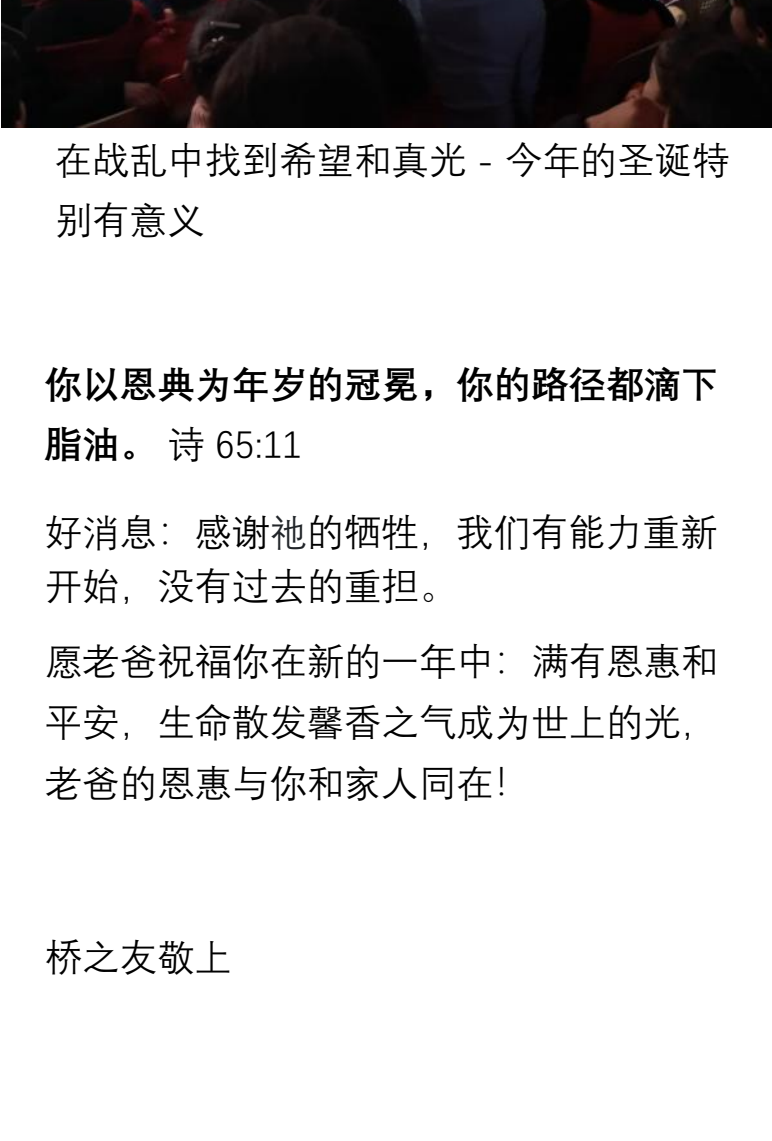 在战乱中找到希望和真光 - 今年的圣诞特
别有意义
你以恩典为年岁的冠冕，你的路径都滴下
脂油。 诗 65:11
好消息：感谢祂的牺牲，我们有能力重新
开始，没有过去的重担。
愿老爸祝福你在新的一年中：满有恩惠和
平安，生命散发馨香之气成为世上的光，
老爸的恩惠与你和家人同在！
桥之友敬上